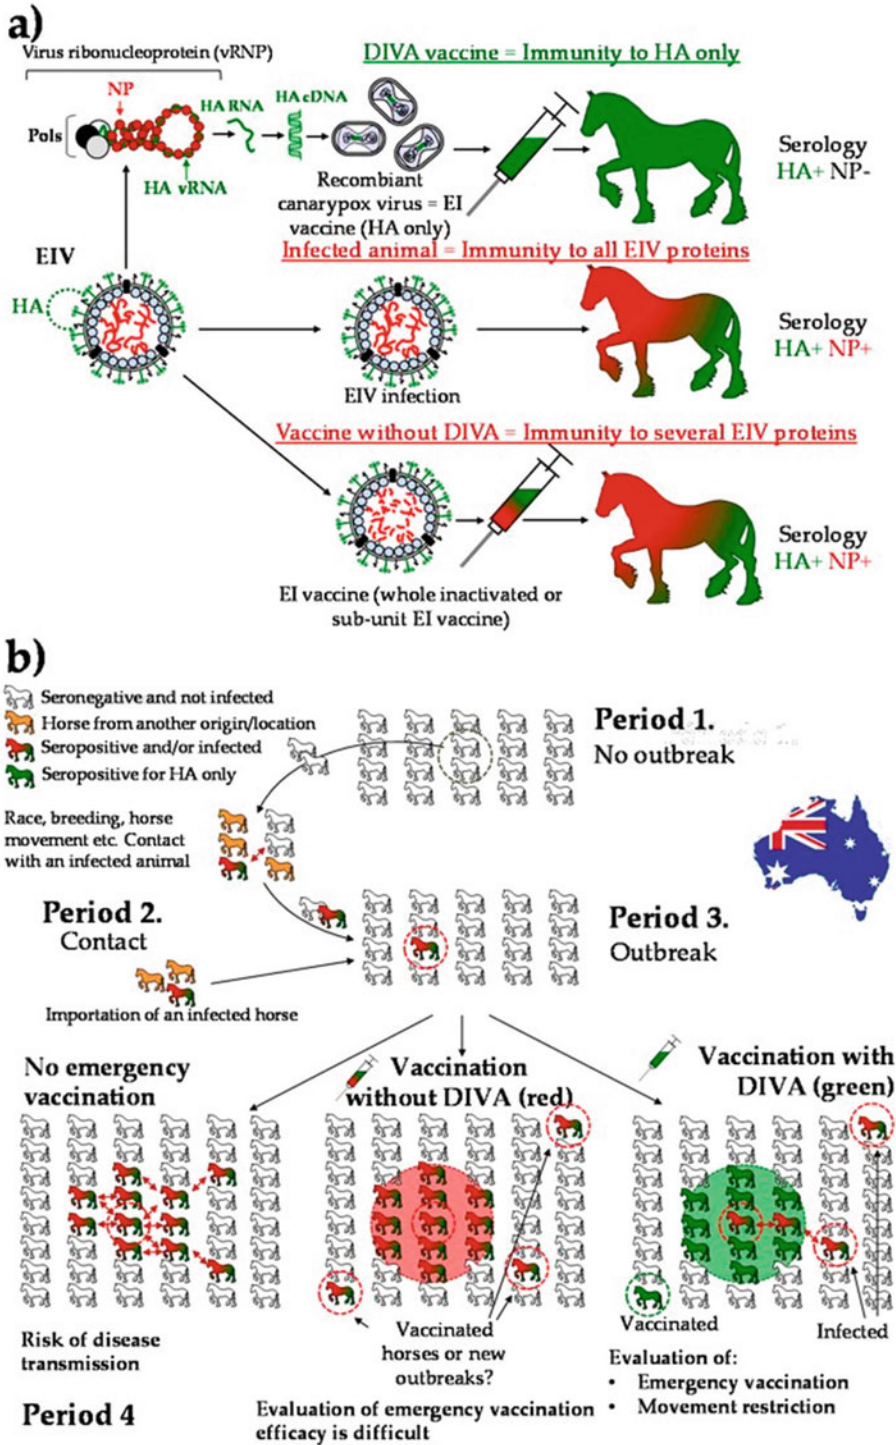 a)
Virus ribonucleoprotein (vRNP)
NP
Pols
HA vRNA
HA RNA
HA cDNA
DIVA vaccine = Immunity to HA only
Recombiant
canarypox virus = EI
vaccine (HA only)
Serology
HA+ NP-
EIV
HA
Infected animal = Immunity to all EIV proteins
EIV infection
Serology
HA+ NP+
Vaccine without DIVA = Immunity to several EIV proteins
EI vaccine (whole inactivated or
sub-unit EI vaccine)
Serology
HA+ NP+
b)
Seronegative and not infected
Horse from another origin/location
Seropositive and/or infected
Seropositive for HA only
Period 1.
No outbreak
Race, breeding, horse
movement etc. Contact
with an infected animal
Period 2.
Contact
Importation of an infected horse
Period 3.
Outbreak
No emergency
vaccination
Risk of disease
transmission
Period 4
Vaccination
without DIVA (red)
Vaccinated
horses or new
outbreaks?
Evaluation of emergency vaccination
efficacy is difficult
Vaccination with
DIVA (green)
Vaccinated
Infected
Evaluation of:
• Emergency vaccination
• Movement restriction